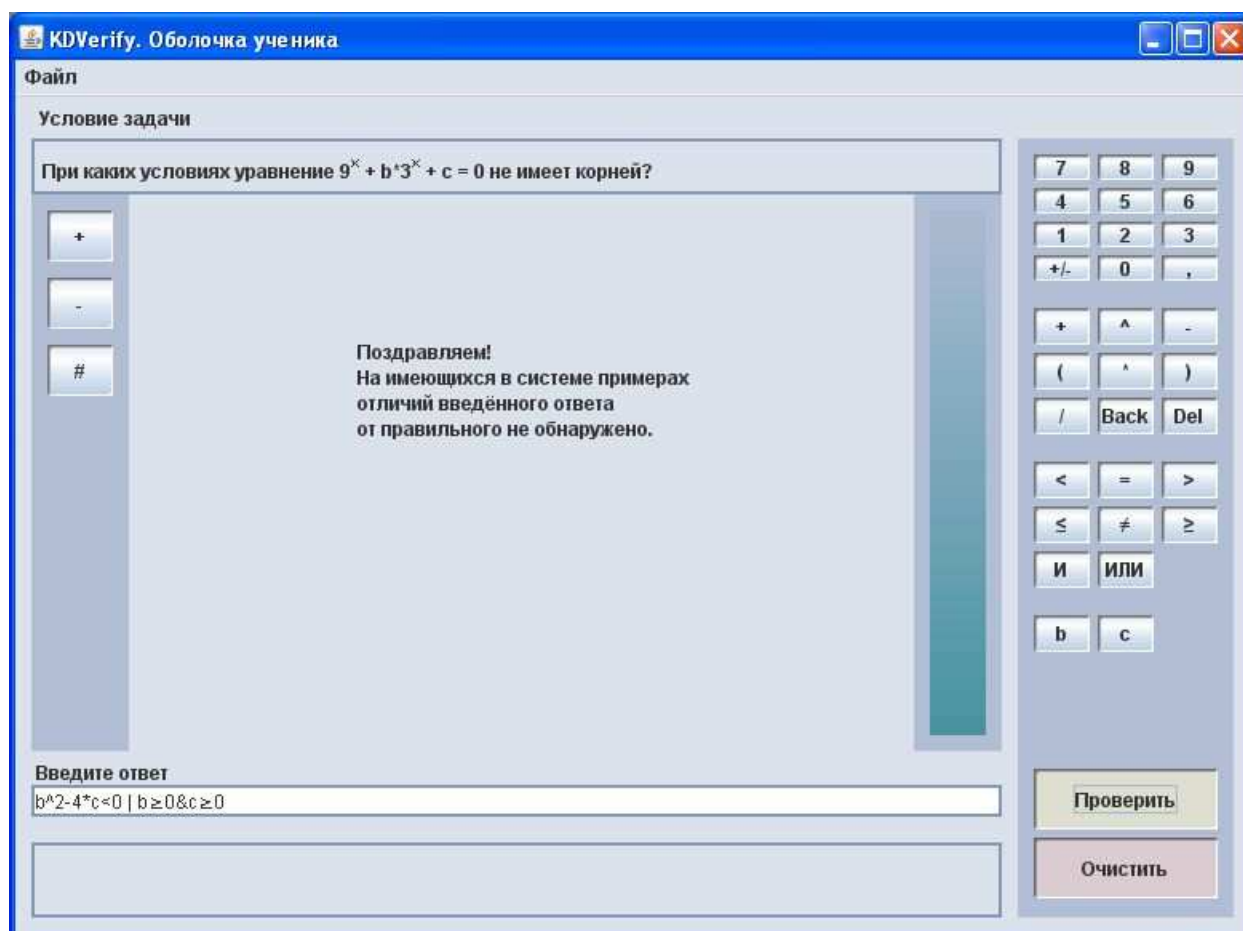 KDVerify. Оболочка ученика
Файл
Условие задачи
При каких условиях уравнение 9^x + b*3^x + c = 0 не имеет корней?
+
-
#
Поздравляем!
На имеющихся в системе примерах
отличий введённого ответа
от правильного не обнаружено.
7 8 9
4 5 6
1 2 3
+/- 0 ,
+ ^ -
( * )
/ Back Del
< = >
≤ ≠ ≥
И ИЛИ
b c
Введите ответ
b^2-4*c<0 | b≥0&c≥0
Проверить
Очистить